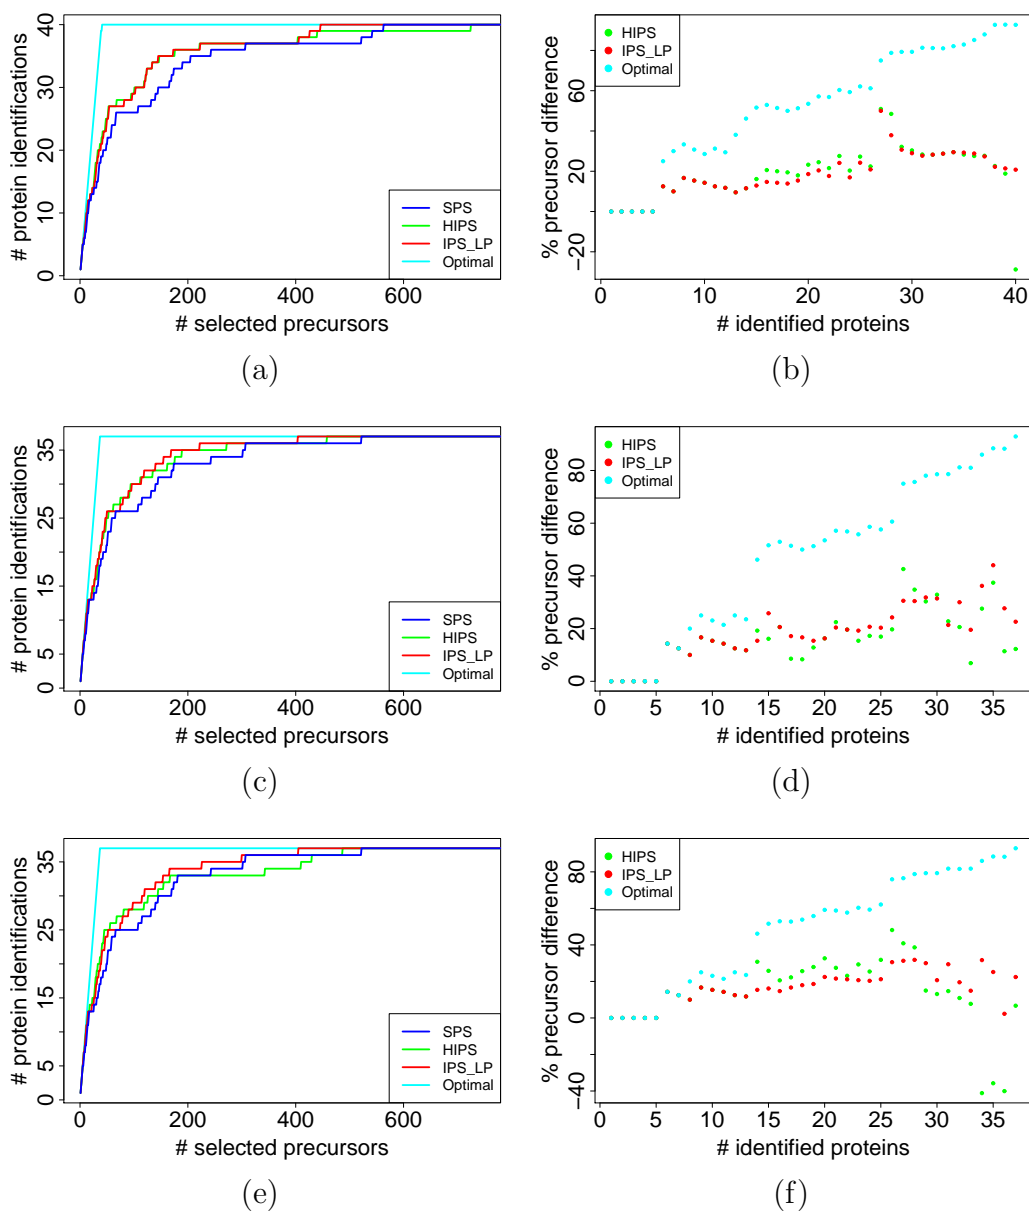 # protein identifications
0
10
20
30
40
SPS
HIPS
IPS_LP
Optimal
0 200 400 600
# selected precursors
(a)
% precursor difference
−20
20
60
HIPS
IPS_LP
Optimal
0 10 20 30 40
# identified proteins
(b)
# protein identifications
0
5
15
25
35
SPS
HIPS
IPS_LP
Optimal
0 200 400 600
# selected precursors
(c)
% precursor difference
0
20
40
60
80
HIPS
IPS_LP
Optimal
0 5 10 15 20 25 30 35
# identified proteins
(d)
# protein identifications
0
5
15
25
35
SPS
HIPS
IPS_LP
Optimal
0 200 400 600
# selected precursors
(e)
% precursor difference
−40
0
40
80
HIPS
IPS_LP
Optimal
0 5 10 15 20 25 30 35
# identified proteins
(f)